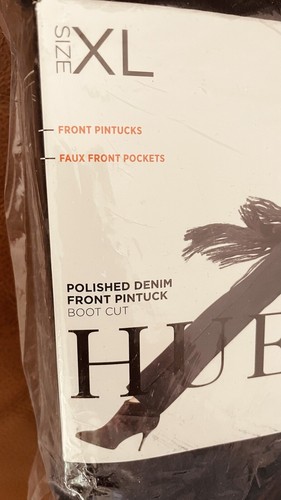 SIZE XL
FRONT PINTUCKS
FAUX FRONT POCKETS
POLISHED DENIM
FRONT PINTUCK
BOOT CUT
HUE